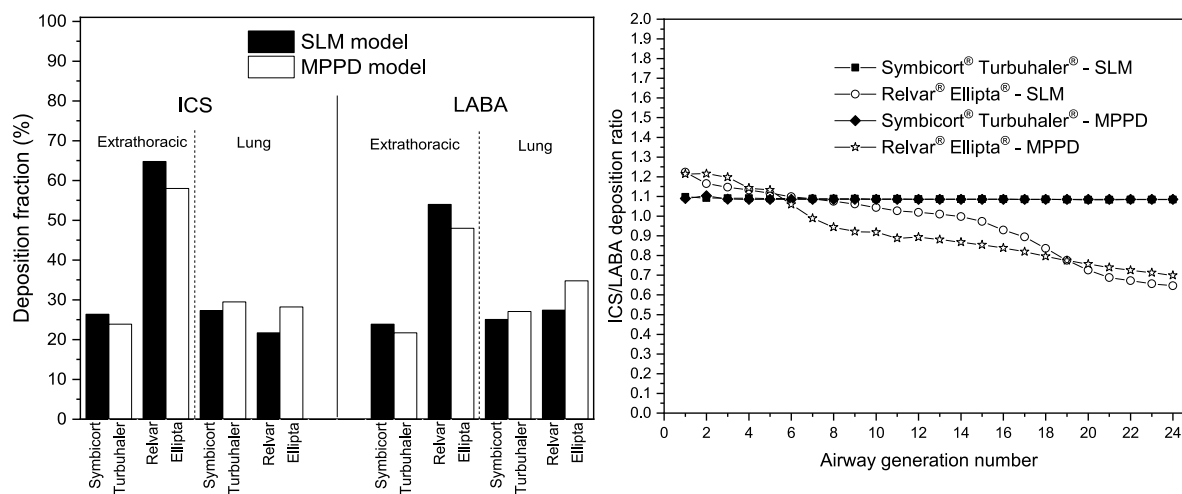 100
90
80
70
60
50
40
30
20
10
0
Deposition fraction (%)
SLM model
MPPD model
ICS
LABA
Extrathoracic
Lung
Extrathoracic
Lung
Symbicort
Turbuhaler
Relvar
Ellipta
Symbicort
Turbuhaler
Relvar
Ellipta
Symbicort
Turbuhaler
Relvar
Ellipta
Symbicort
Turbuhaler
Relvar
Ellipta
2.0
1.9
1.8
1.7
1.6
1.5
1.4
1.3
1.2
1.1
1.0
0.9
0.8
0.7
0.6
0.5
0.4
0.3
0.2
0.1
0.0
ICS/LABA deposition ratio
Symbicort® Turbuhaler® - SLM
Relvar® Ellipta® - SLM
Symbicort® Turbuhaler® - MPPD
Relvar® Ellipta® - MPPD
0 2 4 6 8 10 12 14 16 18 20 22 24
Airway generation number